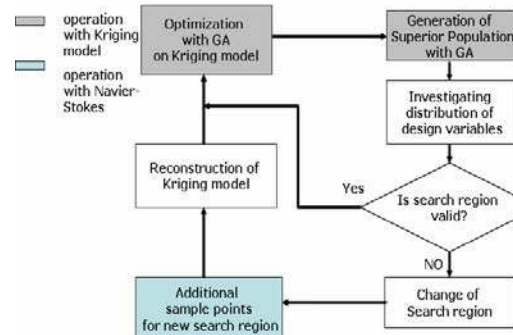 operation
with Kriging
model
operation
with Navier-
Stokes
Optimization
with GA
on Kriging model
Generation of
Superior Population
with GA
Investigating
distribution of
design variables
Reconstruction of
Kriging model
Yes
Is search region
valid?
NO
Additional
sample points
for new search region
Change of
Search region